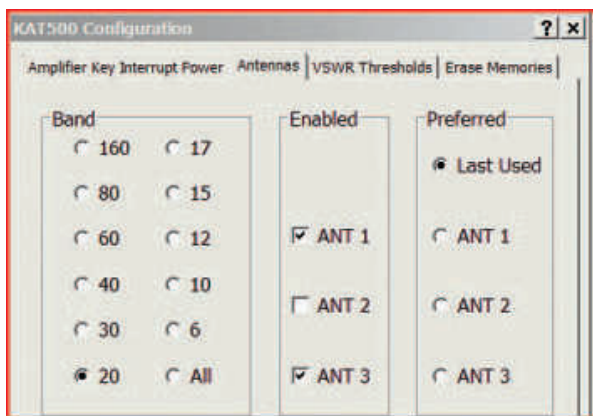 KAT500 Configuration
Amplifier Key Interrupt Power Antennas VSWR Thresholds Erase Memories
Band
160 17
80 15
60 12
40 10
30 6
20 All
Enabled
ANT 1
ANT 2
ANT 3
Preferred
Last Used
ANT 1
ANT 2
ANT 3